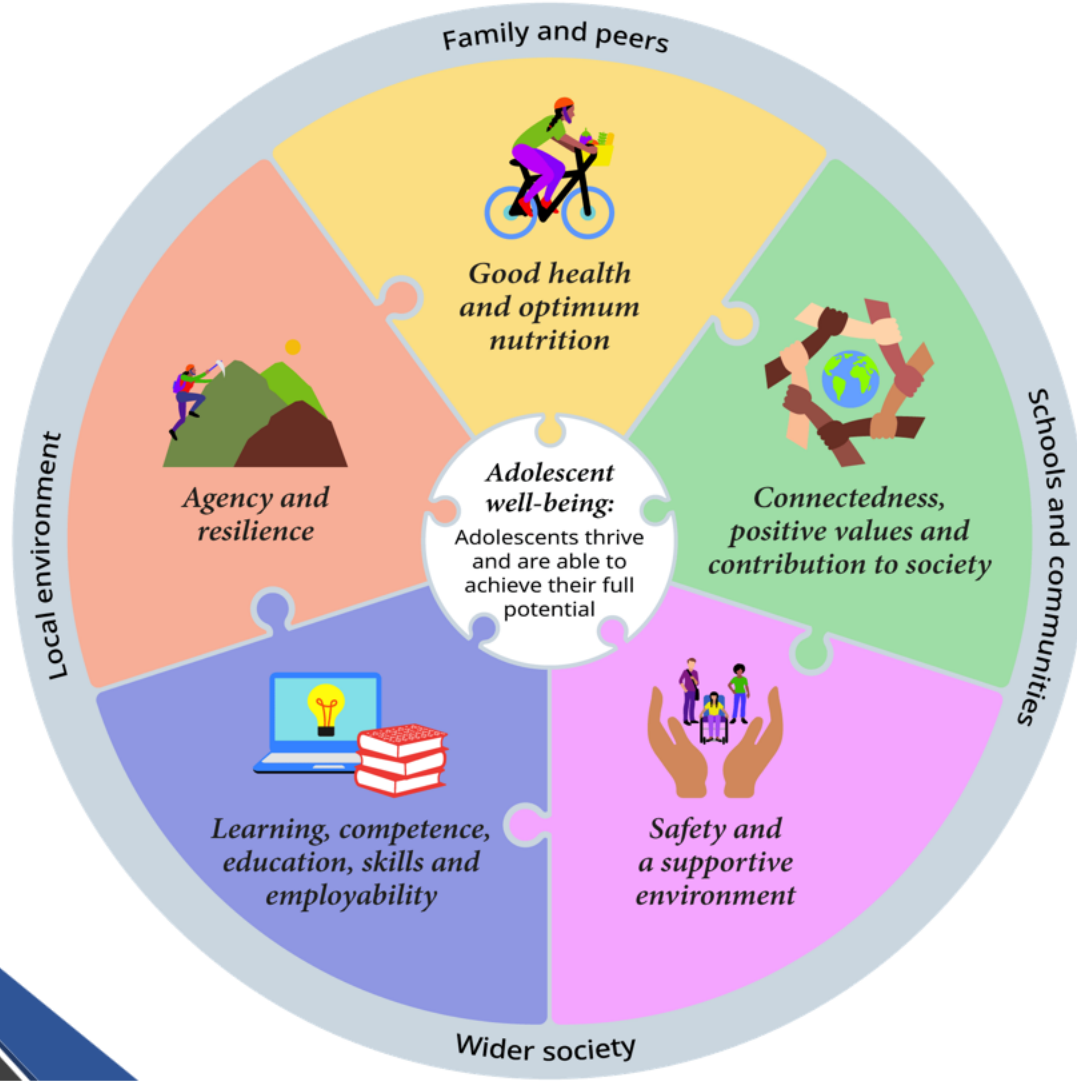 Family and peers
Good health
and optimum
nutrition
Agency and
resilience
Adolescent
well-being:
Adolescents thrive
and are able to
achieve their full
potential
Connectedness,
positive values and
contribution to society
Local environment
Schools and communities
Learning, competence,
education, skills and
employability
Safety and
a supportive
environment
Wider society